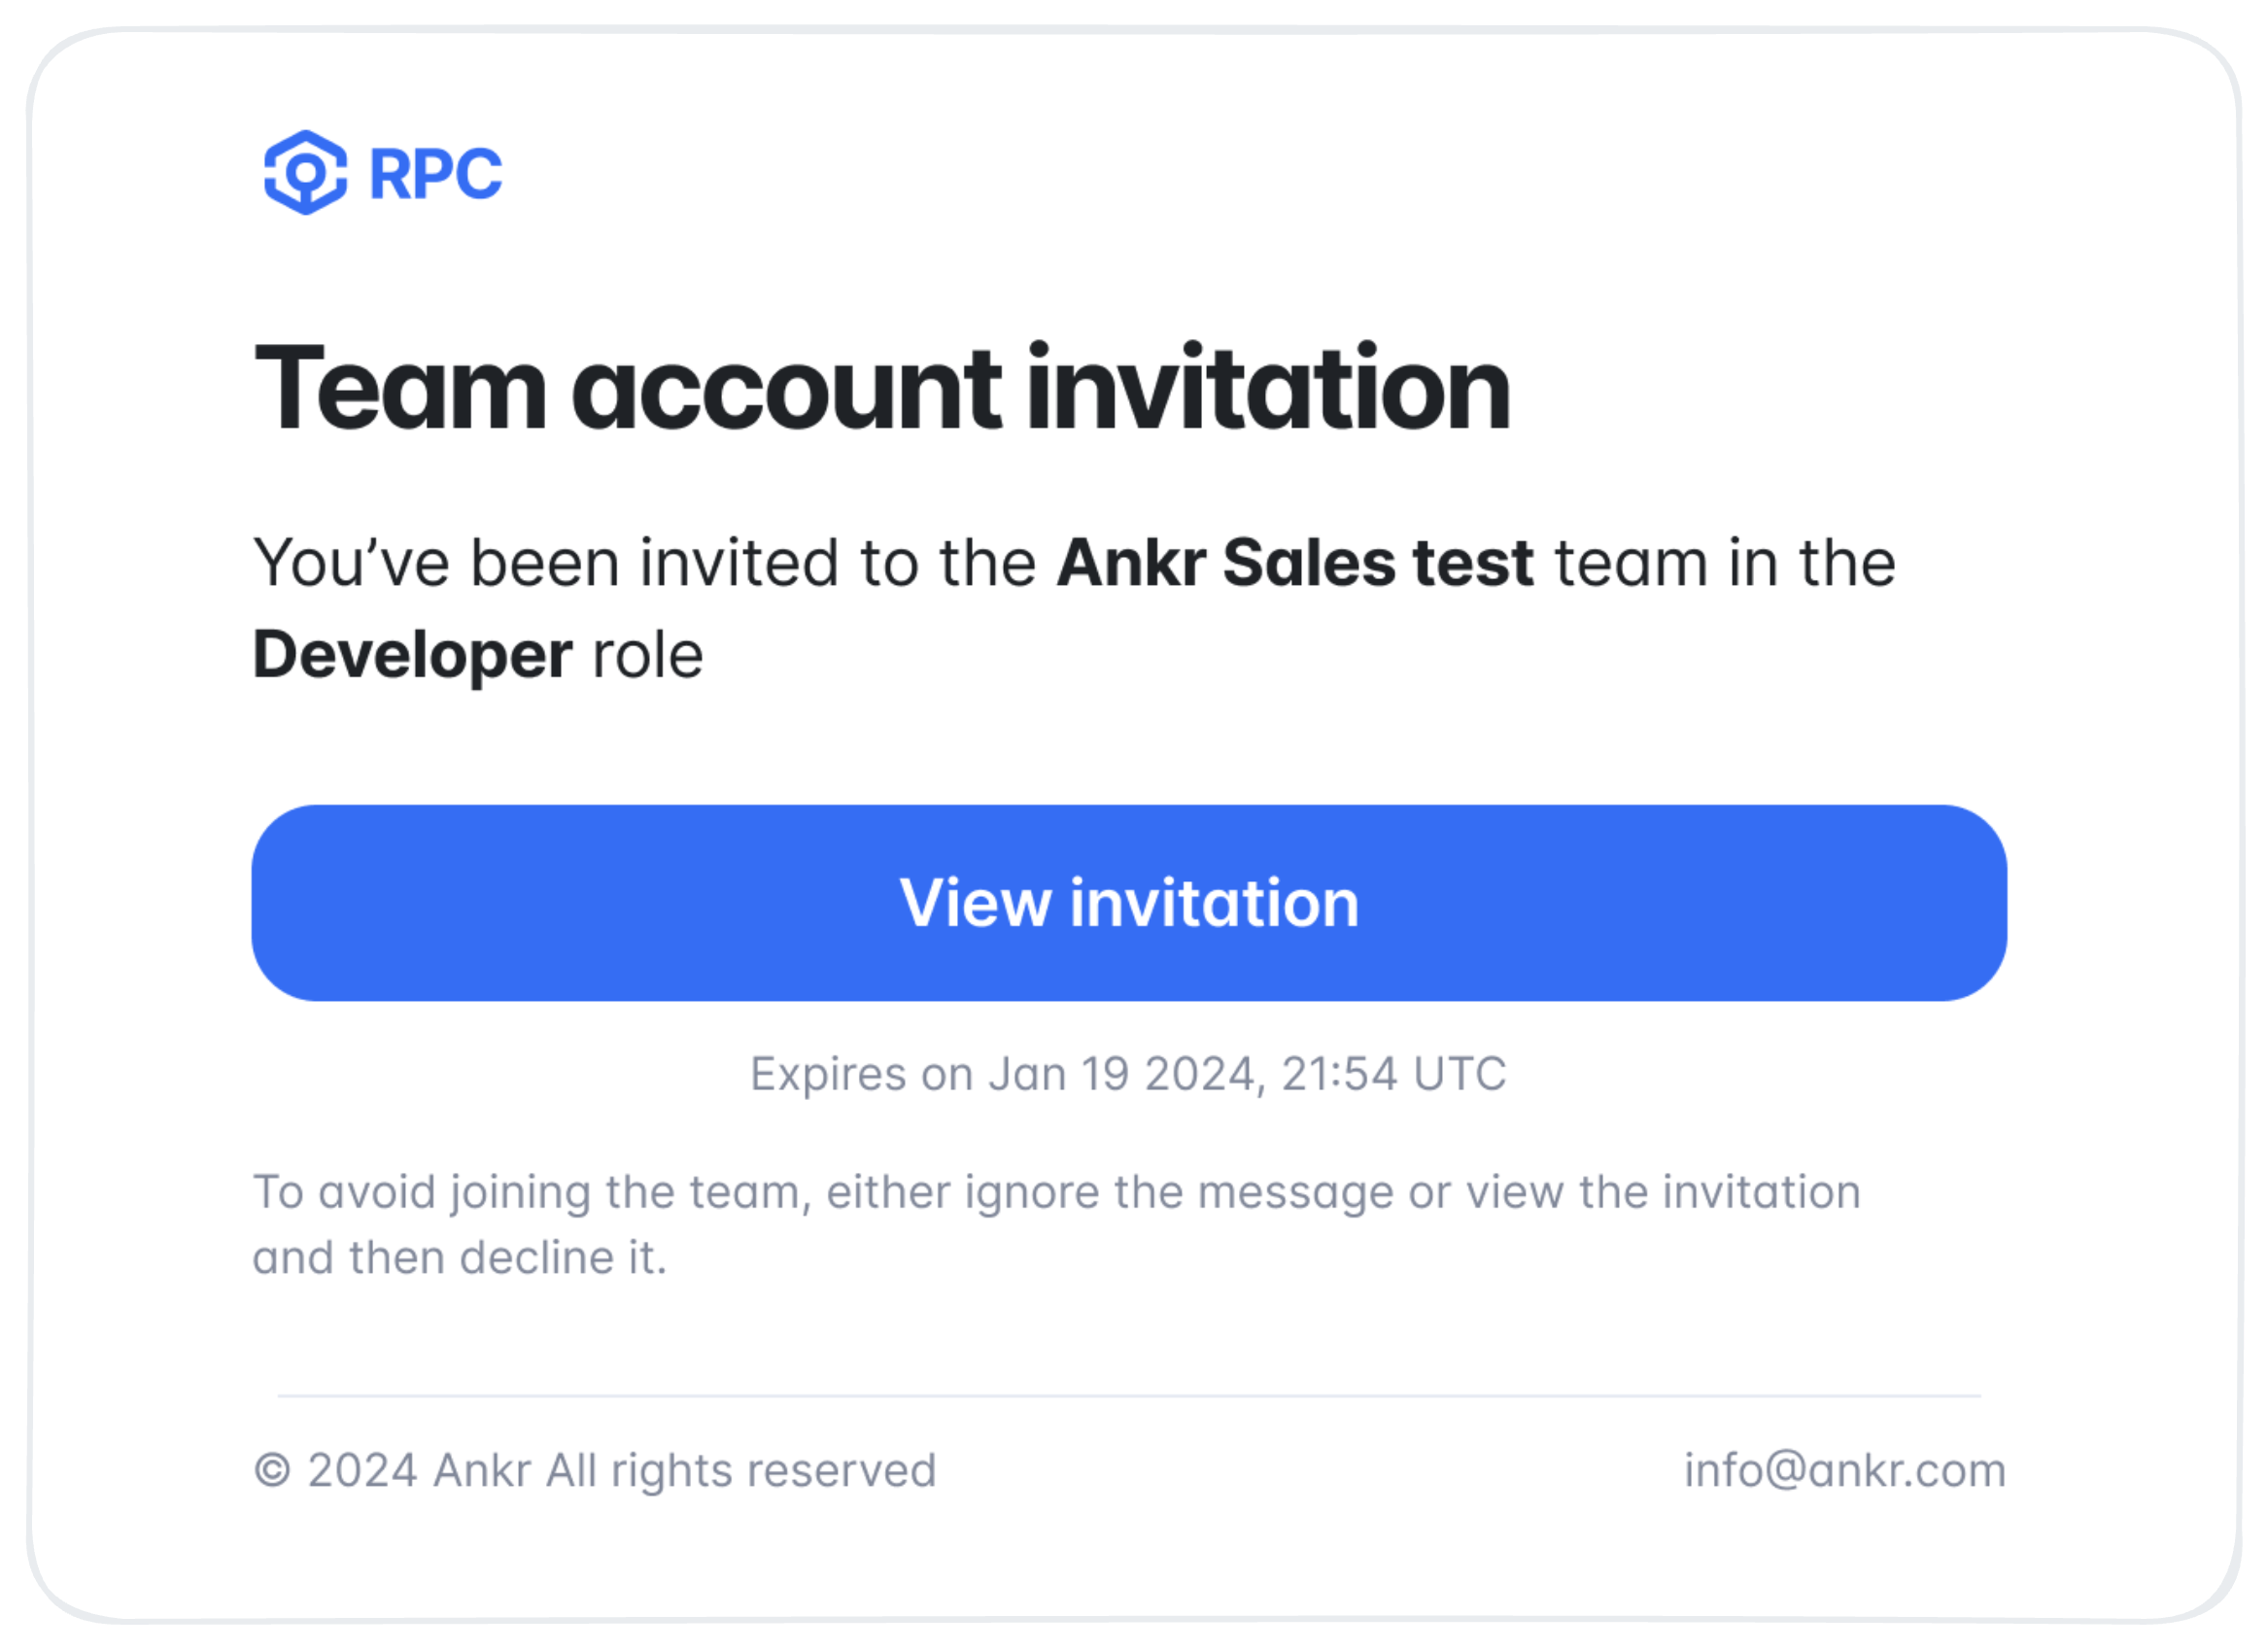 RPC
Team account invitation
You’ve been invited to the Ankr Sales test team in the
Developer role
View invitation
Expires on Jan 19 2024, 21:54 UTC
To avoid joining the team, either ignore the message or view the invitation
and then decline it.
© 2024 Ankr All rights reserved
info@ankr.com